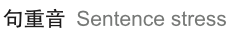 句重音 Sentence stress